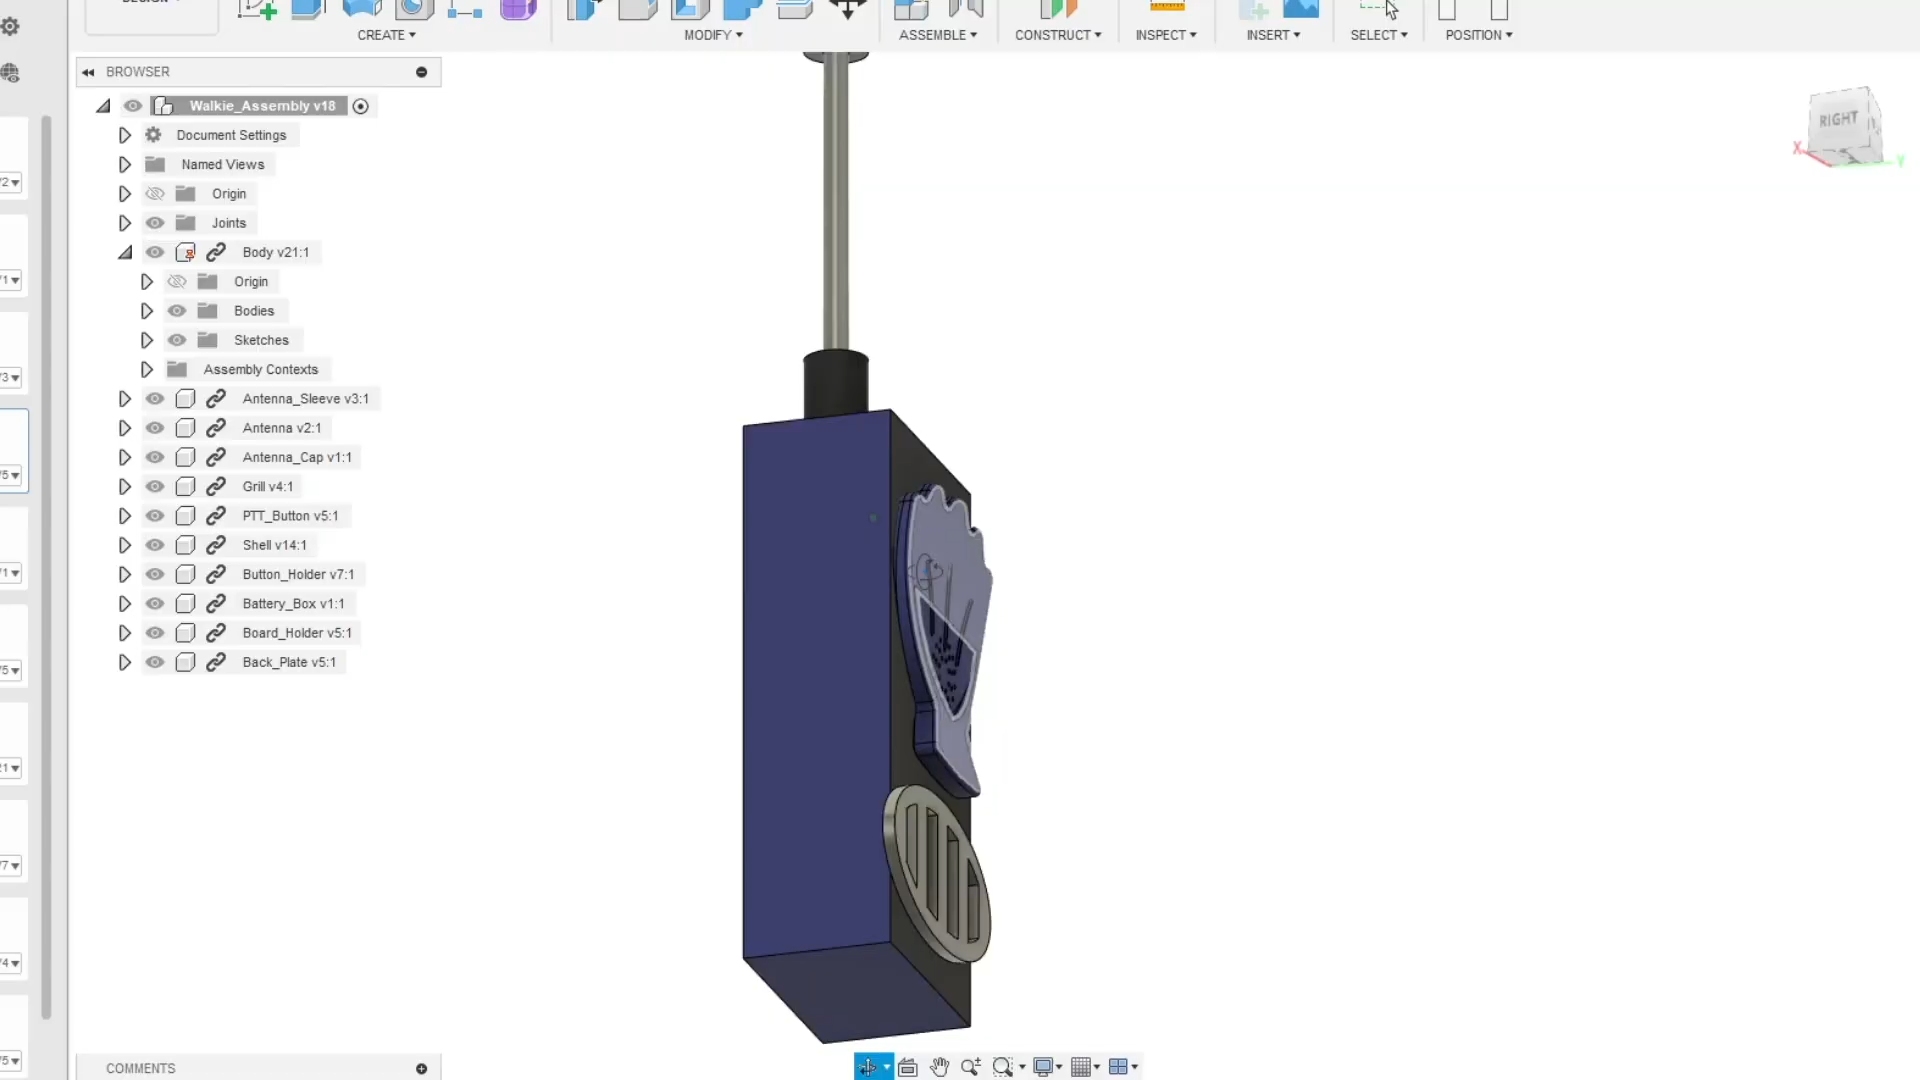 CREATE ▾
MODIFY ▾
ASSEMBLE ▾
CONSTRUCT ▾
INSPECT ▾
INSERT ▾
SELECT ▾
POSITION ▾
BROWSER
RIGHT
X
Y
Walkie_Assembly v18
Document Settings
Named Views
Origin
Joints
Body v21:1
Origin
Bodies
Sketches
Assembly Contexts
Antenna_Sleeve v3:1
Antenna v2:1
Antenna_Cap v1:1
Grill v4:1
PTT_Button v5:1
Shell v14:1
Button_Holder v7:1
Battery_Box v1:1
Board_Holder v5:1
Back_Plate v5:1
COMMENTS